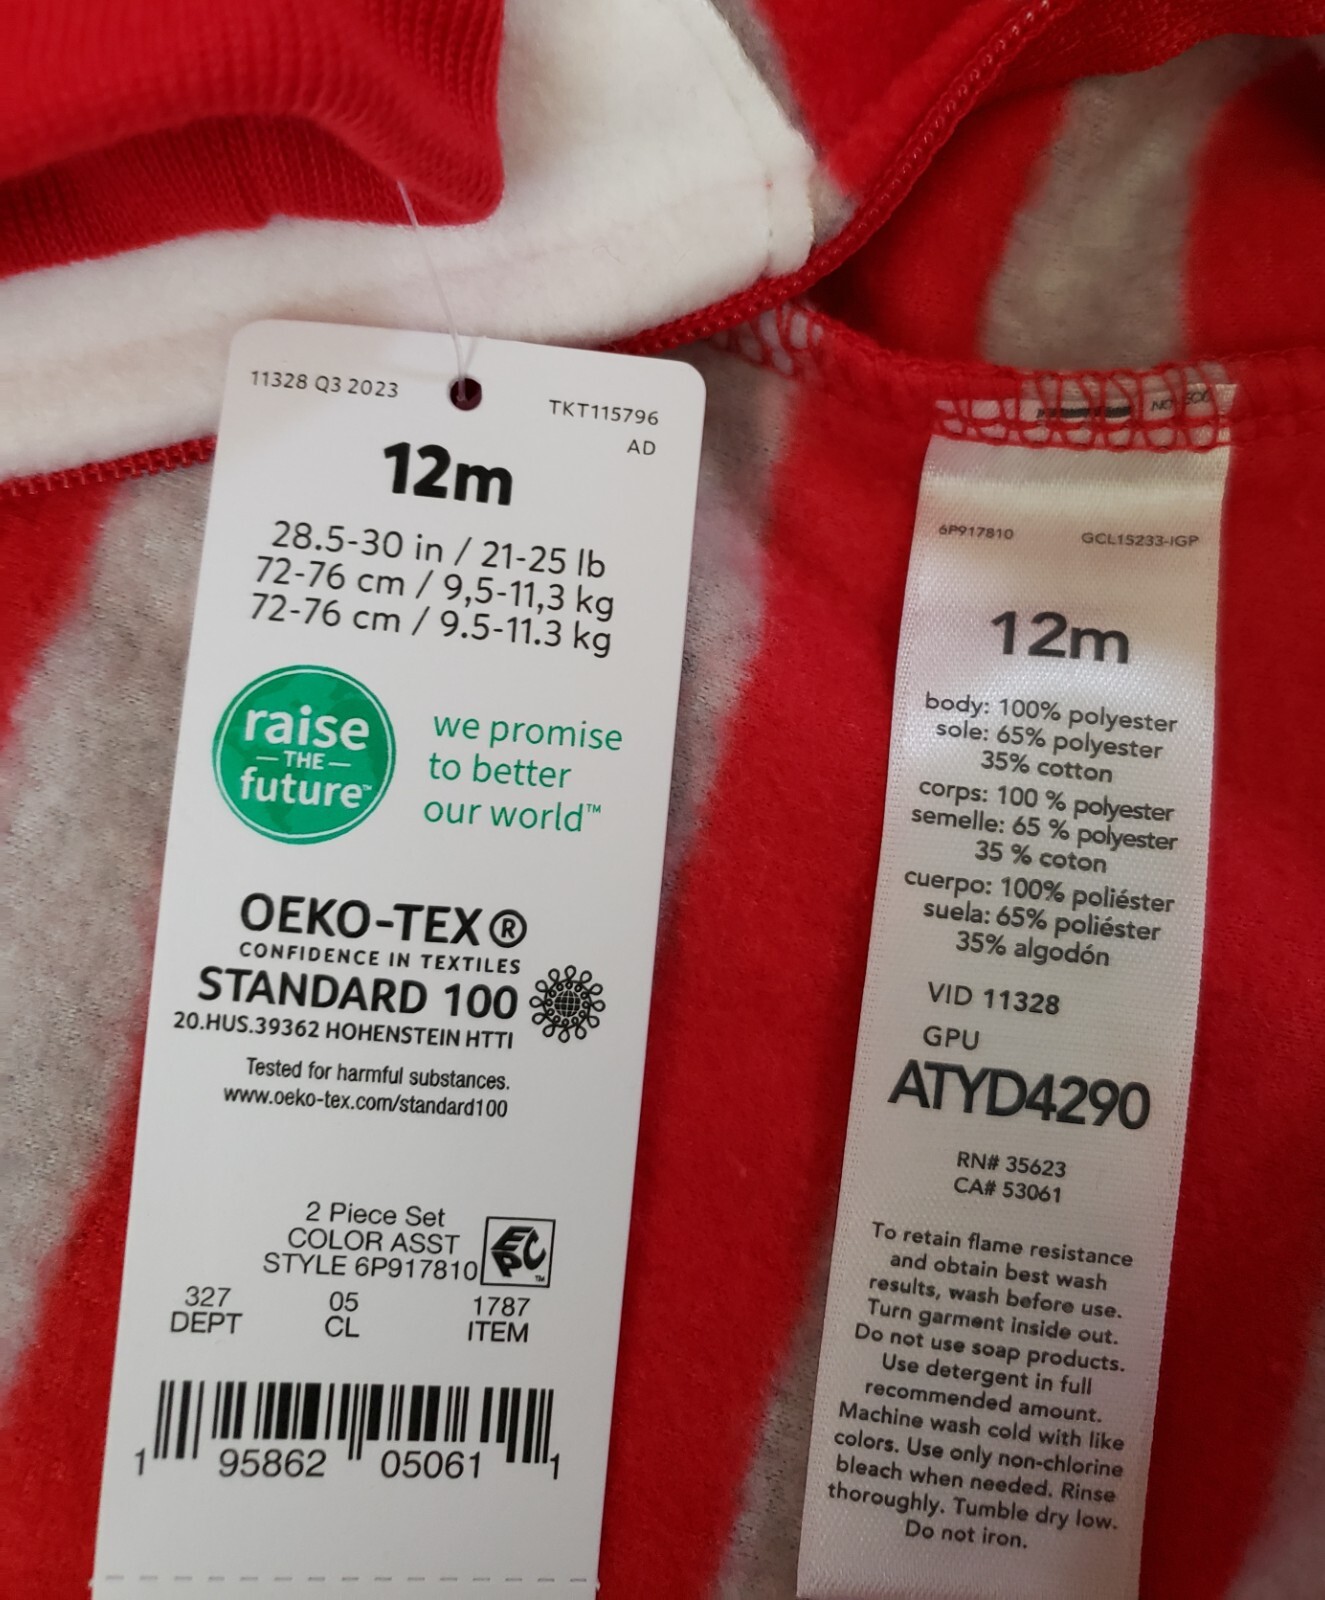 11328 Q3 2023
TKT115796
AD
12m
28.5-30 in / 21-25 lb
72-76 cm / 9,5-11,3 kg
72-76 cm / 9.5-11.3 kg
raise
THE
future™
we promise
to better
our world™
OEKO-TEX®
CONFIDENCE IN TEXTILES
STANDARD 100
20.HUS.39362 HOHENSTEIN HTTI
Tested for harmful substances.
www.oeko-tex.com/standard100
2 Piece Set
COLOR ASST
STYLE 6P917810
EPC™
327
DEPT
05
CL
1787
ITEM
1 95862 05061 1
6P917810
GCL15233-IGP
12m
body: 100% polyester
sole: 65% polyester
35% cotton
corps: 100 % polyester
semelle: 65 % polyester
35 % coton
cuerpo: 100% poliéster
suela: 65% poliéster
35% algodón
VID 11328
GPU
ATYD4290
RN# 35623
CA# 53061
To retain flame resistance
and obtain best wash
results, wash before use.
Turn garment inside out.
Do not use soap products.
Use detergent in full
recommended amount.
Machine wash cold with like
colors. Use only non-chlorine
bleach when needed. Rinse
thoroughly. Tumble dry low.
Do not iron.